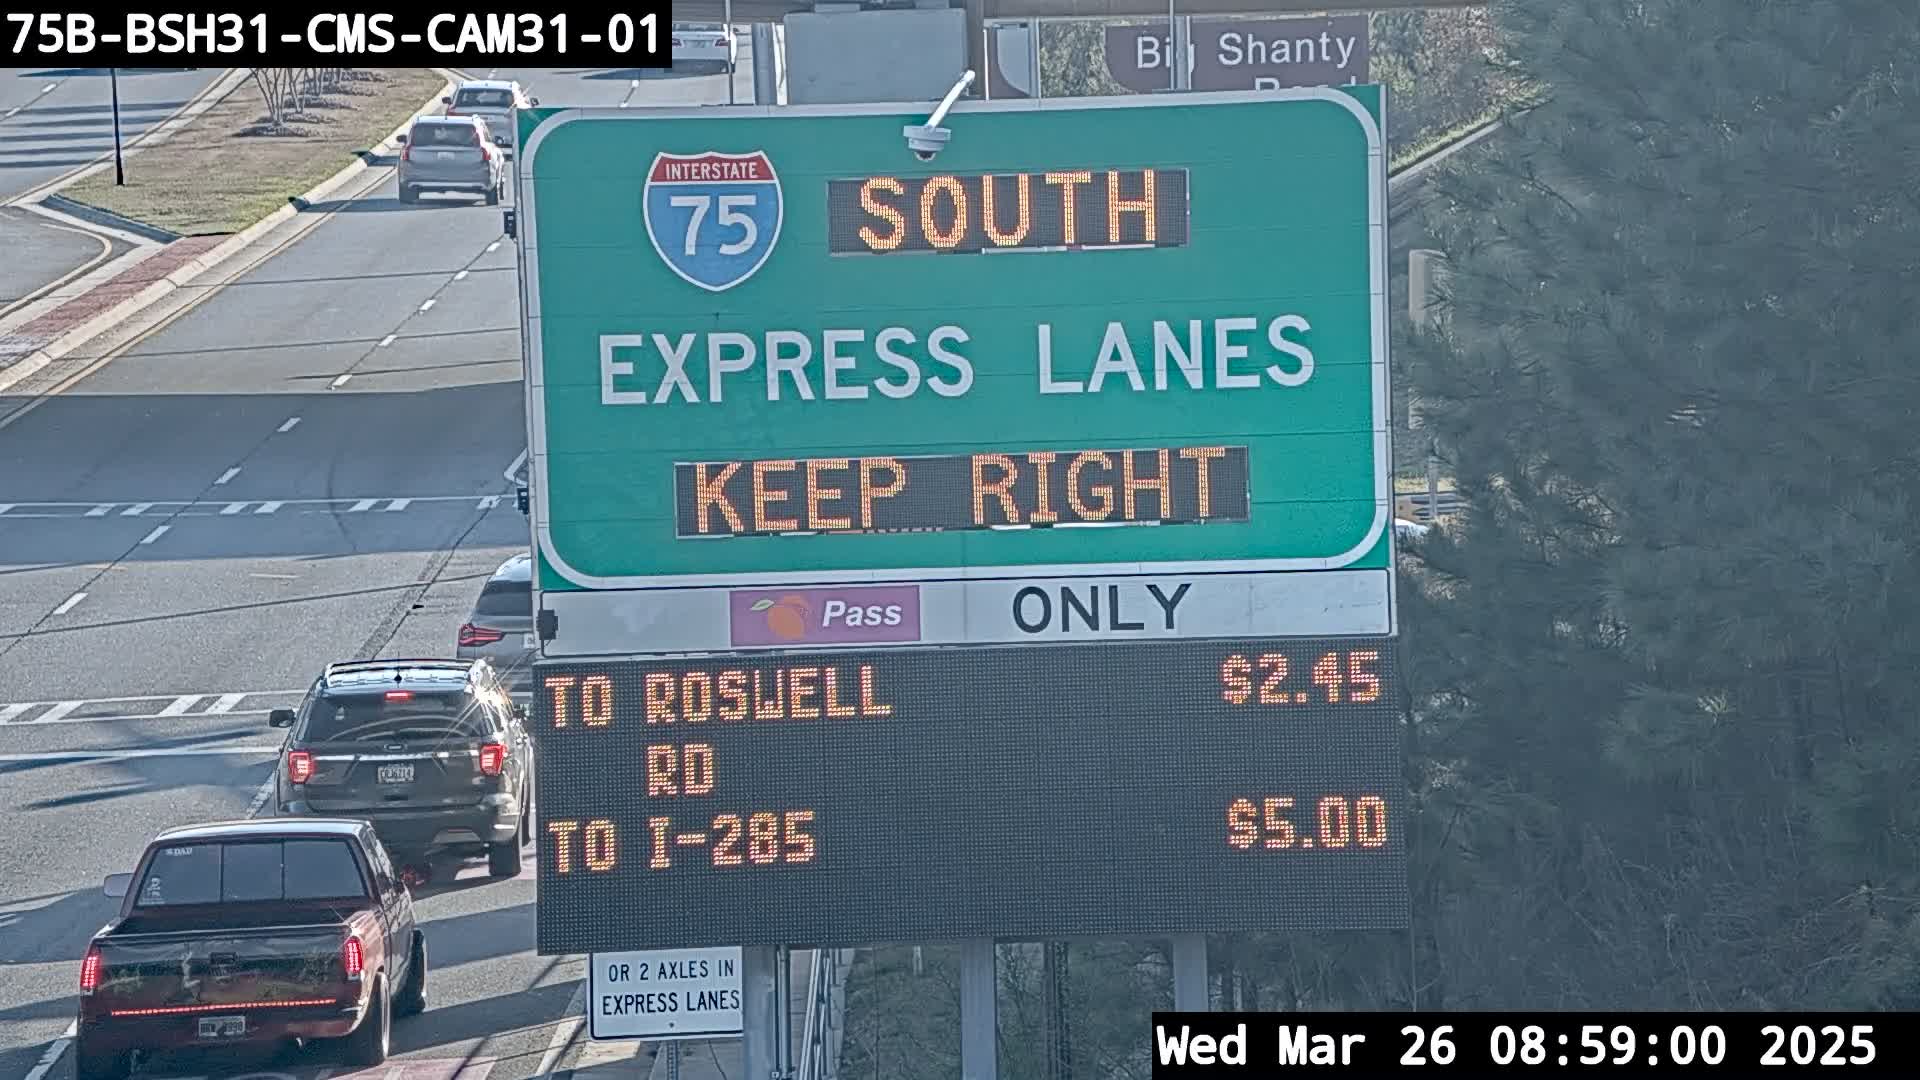 75B-BSH31-CMS-CAM31-01
Big Shanty
Road
INTERSTATE
75
SOUTH
EXPRESS LANES
KEEP RIGHT
Pass ONLY
TO ROSWELL $2.45
RD
TO I-285 $5.00
OR 2 AXLES IN
EXPRESS LANES
DAD
Wed Mar 26 08:59:00 2025